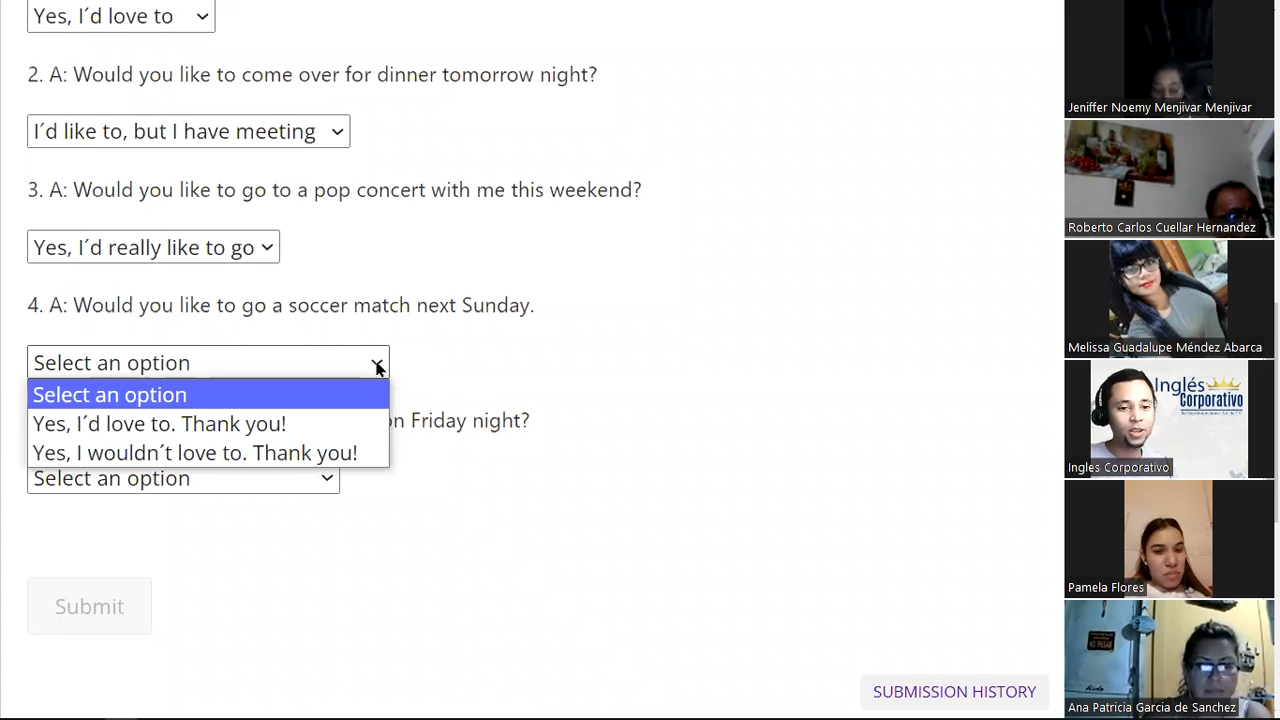 Yes, I´d love to
2. A: Would you like to come over for dinner tomorrow night?
I´d like to, but I have meeting
3. A: Would you like to go to a pop concert with me this weekend?
Yes, I´d really like to go
4. A: Would you like to go a soccer match next Sunday.
Select an option
Select an option
Yes, I´d love to. Thank you!
Yes, I wouldn´t love to. Thank you!
on Friday night?
Select an option
Submit
SUBMISSION HISTORY
Jeniffer Noemy Menjivar Menjivar
Roberto Carlos Cuellar Hernandez
Melissa Guadalupe Méndez Abarca
Inglés
Corporativo
Ingles Corporativo
Pamela Flores
Ana Patricia Garcia de Sanchez